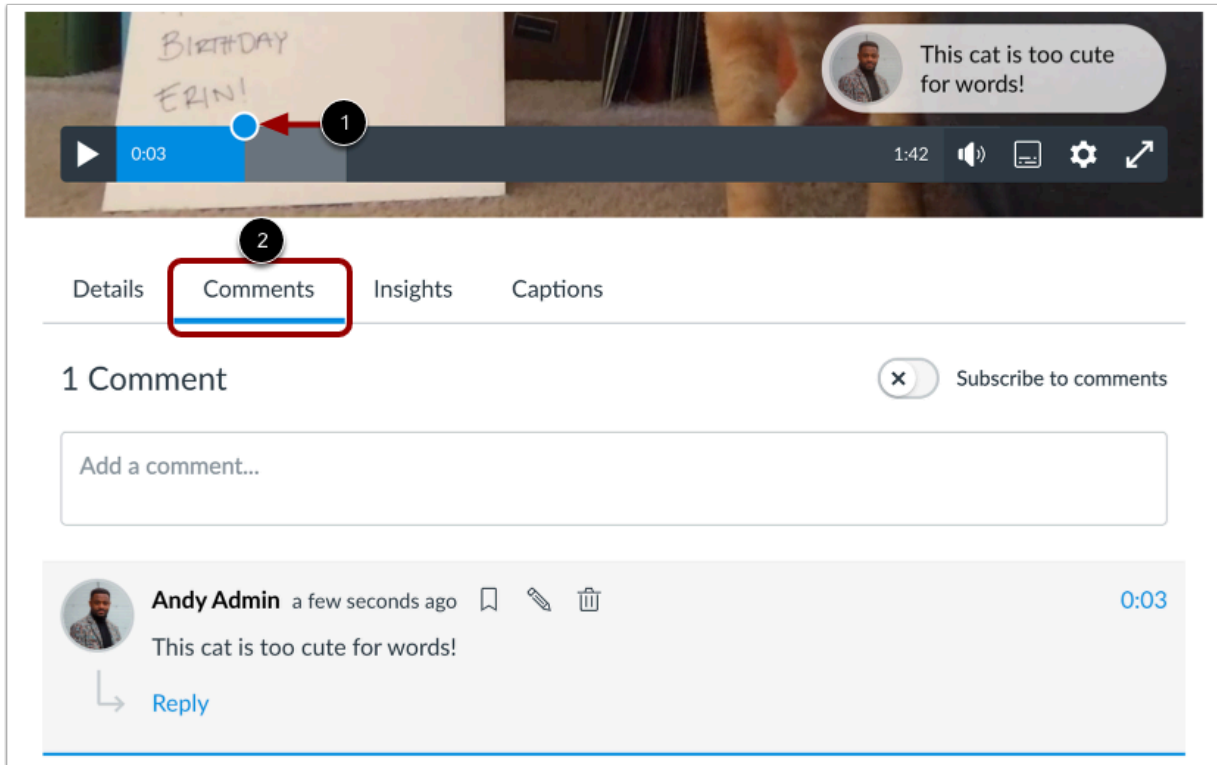 BIRTHDAY
ERIN!
This cat is too cute
for words!
1
0:03
1:42
2
Details
Comments
Insights
Captions
1 Comment
Subscribe to comments
Add a comment...
Andy Admin a few seconds ago
0:03
This cat is too cute for words!
Reply